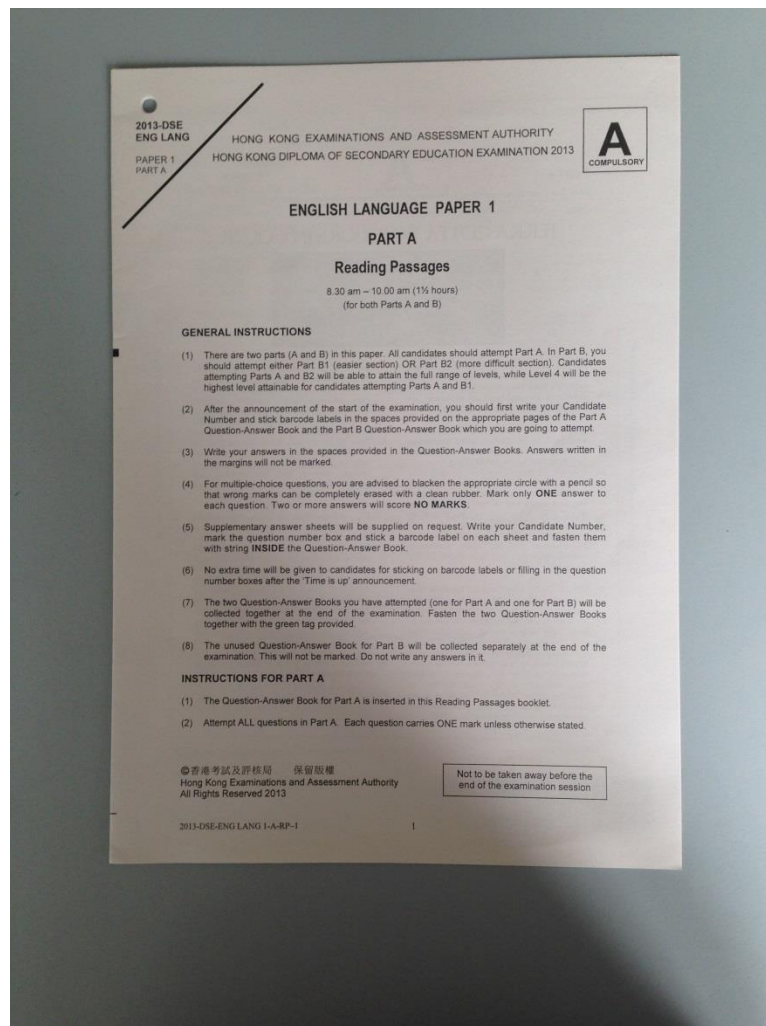 2013-DSE
ENG LANG
PAPER 1
PART A
HONG KONG EXAMINATIONS AND ASSESSMENT AUTHORITY
HONG KONG DIPLOMA OF SECONDARY EDUCATION EXAMINATION 2013
A
COMPULSORY
ENGLISH LANGUAGE PAPER 1
PART A
Reading Passages
8.30 am – 10.00 am (1½ hours)
(for both Parts A and B)
GENERAL INSTRUCTIONS
(1) There are two parts (A and B) in this paper. All candidates should attempt Part A. In Part B, you
should attempt either Part B1 (easier section) OR Part B2 (more difficult section). Candidates
attempting Parts A and B2 will be able to attain the full range of levels, while Level 4 will be the
highest level attainable for candidates attempting Parts A and B1.
(2) After the announcement of the start of the examination, you should first write your Candidate
Number and stick barcode labels in the spaces provided on the appropriate pages of the Part A
Question-Answer Book and the Part B Question-Answer Book which you are going to attempt.
(3) Write your answers in the spaces provided in the Question-Answer Books. Answers written in
the margins will not be marked.
(4) For multiple-choice questions, you are advised to blacken the appropriate circle with a pencil so
that wrong marks can be completely erased with a clean rubber. Mark only ONE answer to
each question. Two or more answers will score NO MARKS.
(5) Supplementary answer sheets will be supplied on request. Write your Candidate Number,
mark the question number box and stick a barcode label on each sheet and fasten them
with string INSIDE the Question-Answer Book.
(6) No extra time will be given to candidates for sticking on barcode labels or filling in the question
number boxes after the 'Time is up' announcement.
(7) The two Question-Answer Books you have attempted (one for Part A and one for Part B) will be
collected together at the end of the examination. Fasten the two Question-Answer Books
together with the green tag provided.
(8) The unused Question-Answer Book for Part B will be collected separately at the end of the
examination. This will not be marked. Do not write any answers in it.
INSTRUCTIONS FOR PART A
(1) The Question-Answer Book for Part A is inserted in this Reading Passages booklet.
(2) Attempt ALL questions in Part A. Each question carries ONE mark unless otherwise stated.
©香港考試及評核局 保留版權
Hong Kong Examinations and Assessment Authority
All Rights Reserved 2013
Not to be taken away before the
end of the examination session
2013-DSE-ENG LANG 1-A-RP–1
1